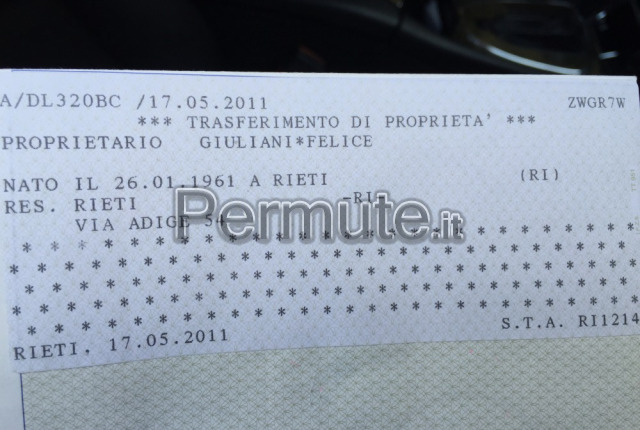 A/DL320BC /17.05.2011 ZWGR7W
*** TRASFERIMENTO DI PROPRIETA' ***
PROPRIETARIO GIULIANI*FELICE
NATO IL 26.01.1961 A RIETI (RI)
RES. RIETI -RI-
VIA ADIGE 54
Permute.it
RIETI, 17.05.2011 S.T.A. RI1214